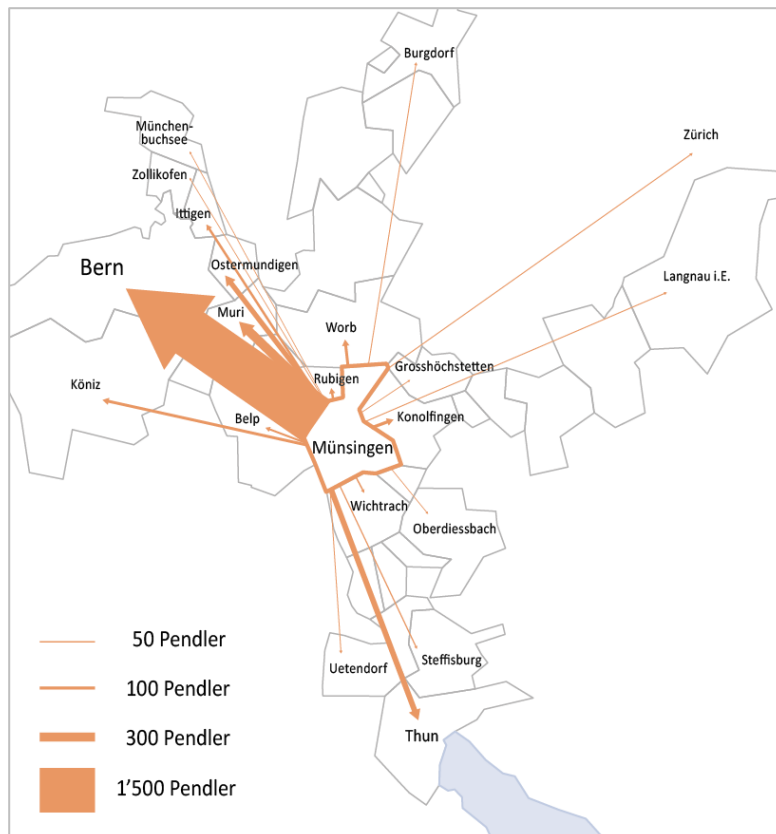 Burgdorf
München-
buchsee
Zürich
Zollikofen
Ittigen
Ostermundigen
Bern
Langnau i.E.
Muri
Worb
Grosshöchstetten
Rubigen
Köniz
Belp
Konolfingen
Münsingen
Wichtrach
Oberdiessbach
50 Pendler
Steffisburg
Uetendorf
100 Pendler
300 Pendler
Thun
1'500 Pendler